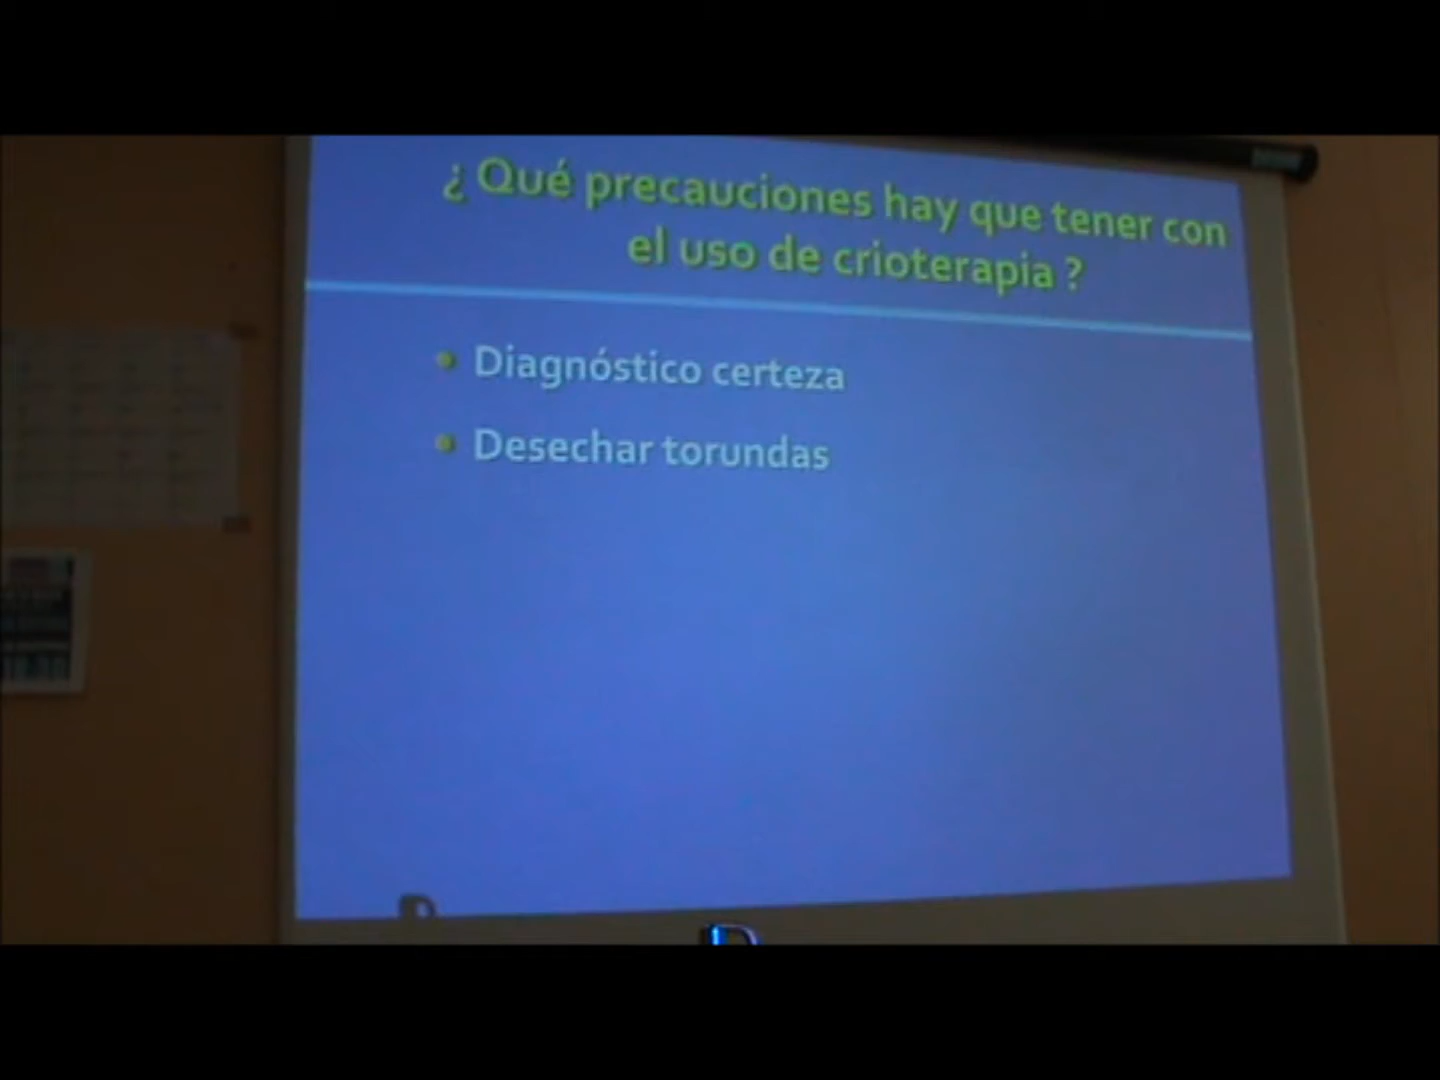 ¿ Qué precauciones hay que tener con
el uso de crioterapia ?
Diagnóstico certeza
Desechar torundas